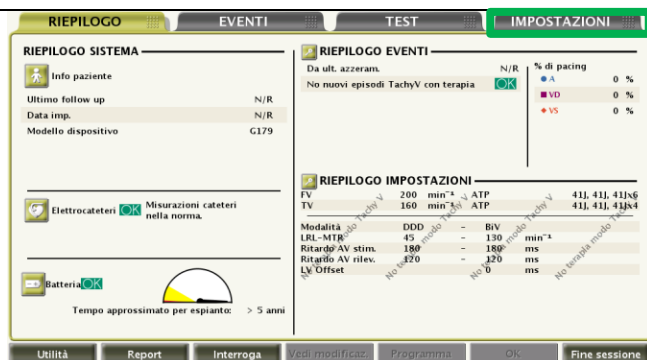 RIEPILOGO EVENTI TEST IMPOSTAZIONI
RIEPILOGO SISTEMA
Info paziente
Ultimo follow up N/R
Data imp. N/R
Modello dispositivo G179
Elettrocateteri OK Misurazioni cateteri
nella norma.
Batteria OK
Tempo approssimato per espianto: > 5 anni
RIEPILOGO EVENTI
Da ult. azzeram. N/R
No nuovi episodi TachyV con terapia OK
% di pacing
A 0 %
VD 0 %
VS 0 %
RIEPILOGO IMPOSTAZIONI
FV 200 min⁻¹ ATP 41J, 41J, 41Jx6
TV 160 min⁻¹ ATP 41J, 41J, 41Jx4
Modalità DDD - BiV
LRL-MTR 45 - 130 min⁻¹
Ritardo AV stim. 180 - 180 ms
Ritardo AV rilev. 120 - 120 ms
LV Offset 0 ms
No terapia modo Tachy V
No terapia modo Tachy V
No terapia modo Tachy V
Utilità Report Interroga Vedi modificaz. Programma OK Fine sessione